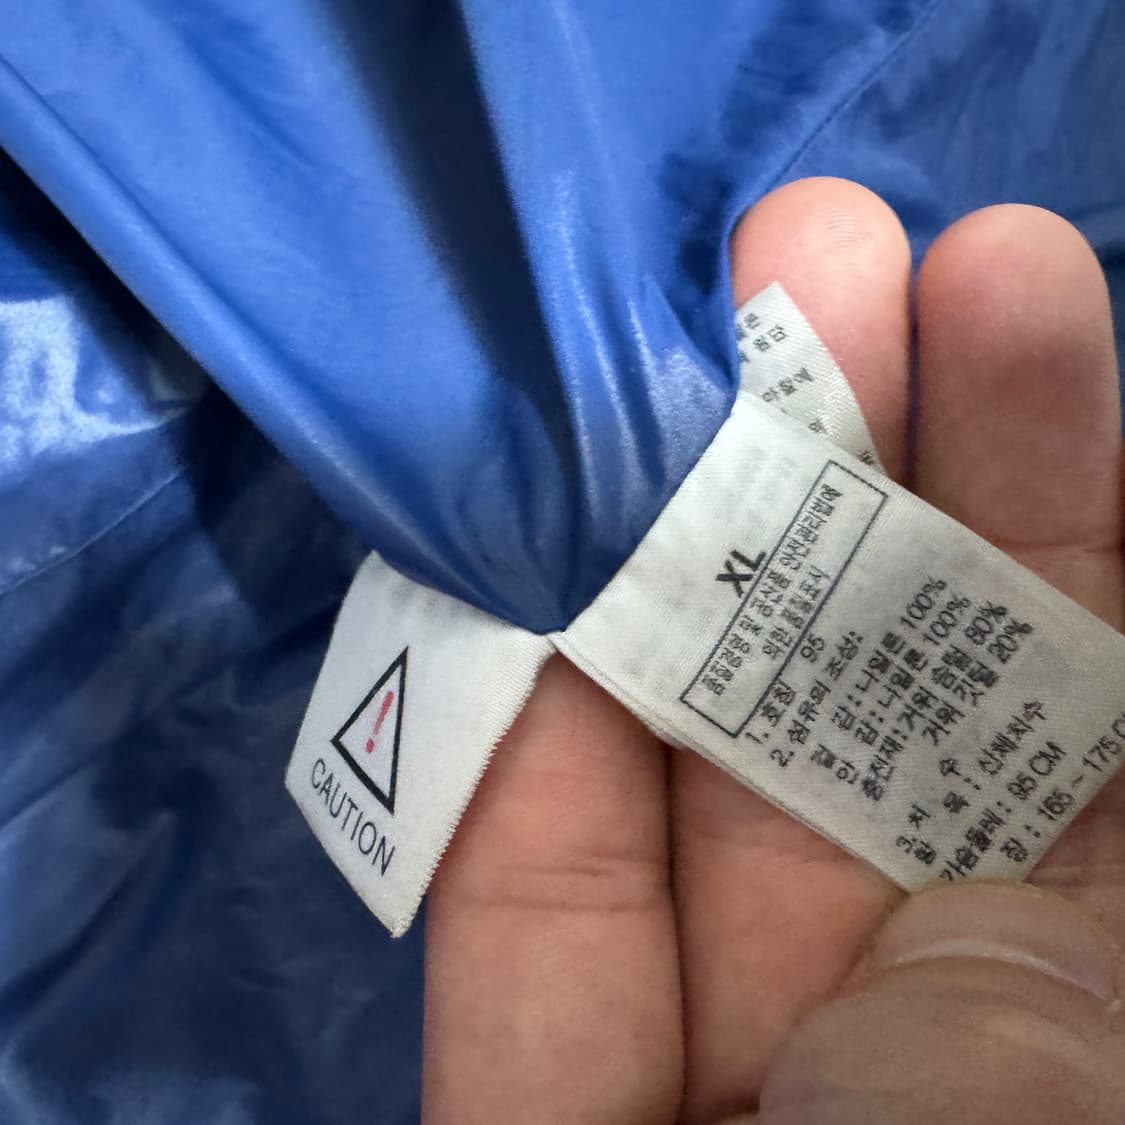 CAUTION
XL
품질경영 및 공산품 안전관리법에
의한 품질표시
1. 호칭 95
2. 섬유의 조성:
겉 감: 나일론 100%
안 감: 나일론 100%
충전재: 거위 솜털 80%
거위 깃털 20%
3. 치 수
신체치수
가슴둘레: 95 CM
장: 165 ~ 175